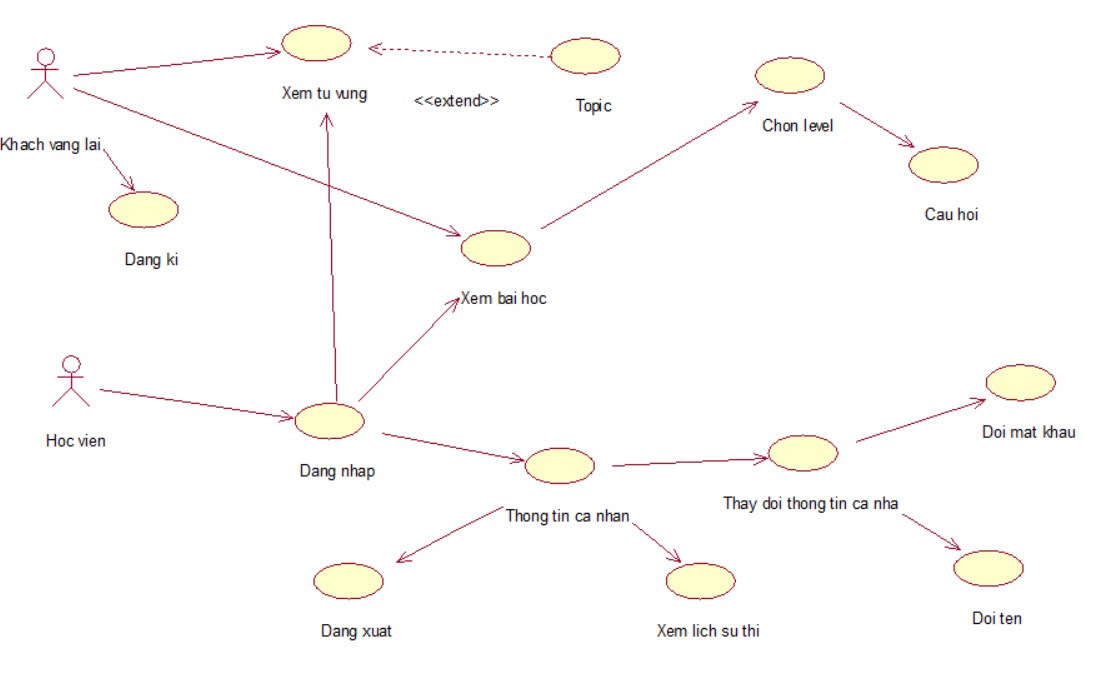 Xem tu vung
<<extend>>
Topic
Chon level
Khach vang lai
Cau hoi
Dang ki
Xem bai hoc
Hoc vien
Doi mat khau
Dang nhap
Thay doi thong tin ca nha
Thong tin ca nhan
Doi ten
Dang xuat
Xem lich su thi